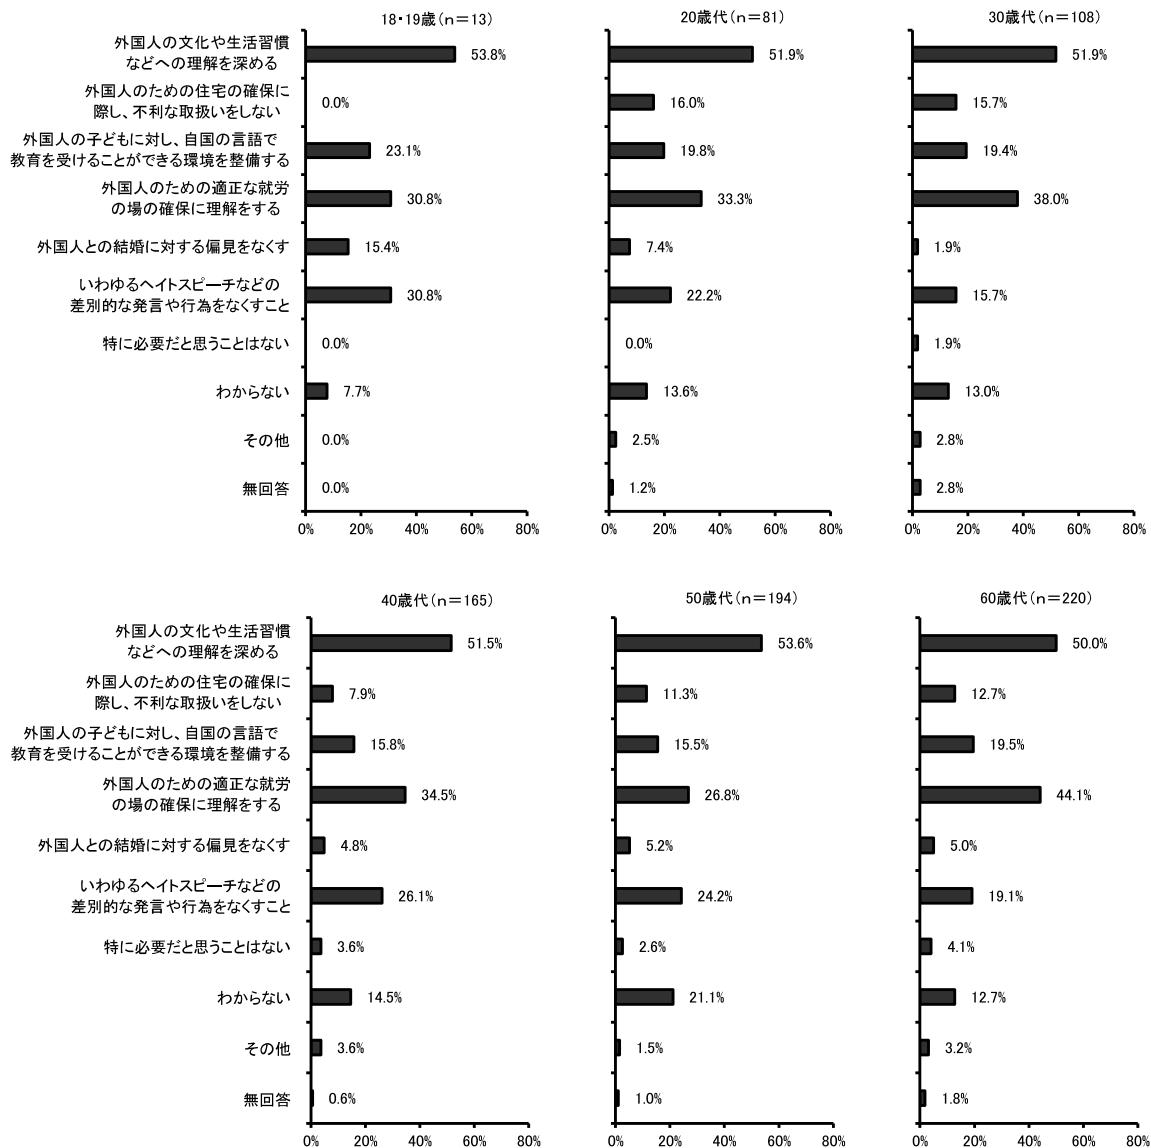 18・19歳(n=13)
20歳代(n=81)
30歳代(n=108)
外国人の文化や生活習慣
などへの理解を深める
53.8%
51.9%
51.9%
外国人のための住宅の確保に
際し、不利な取扱いをしない
0.0%
16.0%
15.7%
外国人の子どもに対し、自国の言語で
教育を受けることができる環境を整備する
23.1%
19.8%
19.4%
外国人のための適正な就労
の場の確保に理解をする
30.8%
33.3%
38.0%
外国人との結婚に対する偏見をなくす
15.4%
7.4%
1.9%
いわゆるヘイトスピーチなどの
差別的な発言や行為をなくすこと
30.8%
22.2%
15.7%
特に必要だと思うことはない
0.0%
0.0%
1.9%
わからない
7.7%
13.6%
13.0%
その他
0.0%
2.5%
2.8%
無回答
0.0%
1.2%
2.8%
0% 20% 40% 60% 80%
0% 20% 40% 60% 80%
0% 20% 40% 60% 80%
40歳代(n=165)
50歳代(n=194)
60歳代(n=220)
外国人の文化や生活習慣
などへの理解を深める
51.5%
53.6%
50.0%
外国人のための住宅の確保に
際し、不利な取扱いをしない
7.9%
11.3%
12.7%
外国人の子どもに対し、自国の言語で
教育を受けることができる環境を整備する
15.8%
15.5%
19.5%
外国人のための適正な就労
の場の確保に理解をする
34.5%
26.8%
44.1%
外国人との結婚に対する偏見をなくす
4.8%
5.2%
5.0%
いわゆるヘイトスピーチなどの
差別的な発言や行為をなくすこと
26.1%
24.2%
19.1%
特に必要だと思うことはない
3.6%
2.6%
4.1%
わからない
14.5%
21.1%
12.7%
その他
3.6%
1.5%
3.2%
無回答
0.6%
1.0%
1.8%
0% 20% 40% 60% 80%
0% 20% 40% 60% 80%
0% 20% 40% 60% 80%